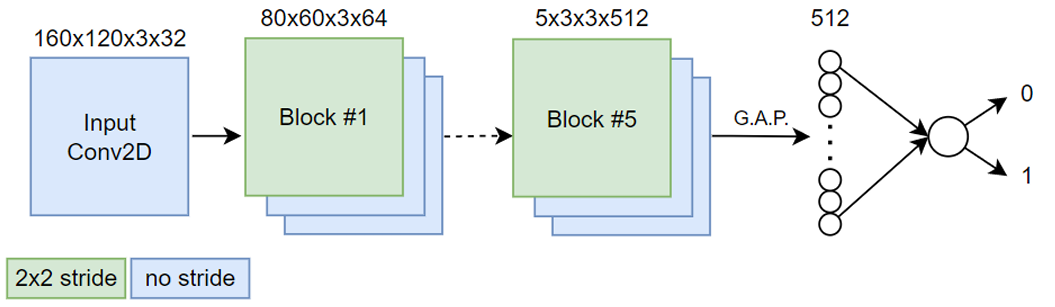 160x120x3x32
80x60x3x64
5x3x3x512
512
Input
Conv2D
Block #1
Block #5
G.A.P.
0
1
2x2 stride
no stride